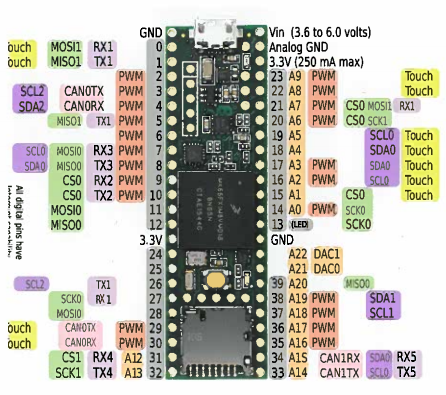 GND
Vin (3.6 to 6.0 volts)
ouch MOSI1 RX1 0
Analog GND
ouch MISO1 TX1 1
3.3V (250 mA max)
PWM 2
23 A9 PWM Touch
SCL2 CAN0TX PWM 3
22 A8 PWM Touch
SDA2 CAN0RX PWM 4
21 A7 PWM CS0 MOSI1 RX1
MISO1 TX1 PWM 5
20 A6 PWM CS0 SCK1
PWM 6
19 A5 SCL0 Touch
SCL0 MOSI0 RX3 PWM 7
18 A4 SDA0 Touch
SDA0 MISO0 TX3 PWM 8
17 A3 PWM SDA0 Touch
CS0 RX2 PWM 9
16 A2 PWM SCL0 Touch
CS0 TX2 PWM 10
15 A1 CS0 Touch
MOSI0 11
14 A0 PWM SCK0
MISO0 12
13 (LED) SCK0
3.3V
GND
24
A22 DAC1
25
A21 DAC0
SCL2 TX1 26
39 A20 MISO0
SCK0 RX1 27
38 A19 PWM SDA1
MOSI0 28
37 A18 PWM SCL1
ouch CAN0TX PWM 29
36 A17 PWM
ouch CAN0RX PWM 30
35 A16 PWM
CS1 RX4 A12 31
34 A15 CAN1RX SDA0 RX5
SCK1 TX4 A13 32
33 A14 CAN1TX SCL0 TX5
All digital pins have